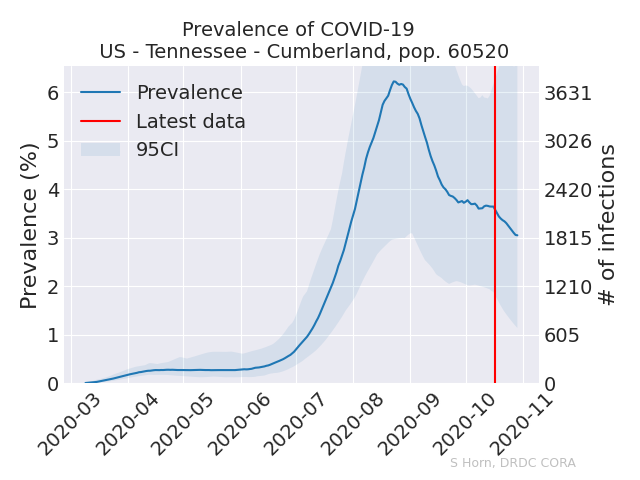 Prevalence of COVID-19
US - Tennessee - Cumberland, pop. 60520
Prevalence
Latest data
95CI
Prevalence (%)
6
5
4
3
2
1
0
3631
3026
2420
1815
1210
605
0
# of infections
2020-03
2020-04
2020-05
2020-06
2020-07
2020-08
2020-09
2020-10
2020-11
S Horn, DRDC CORA